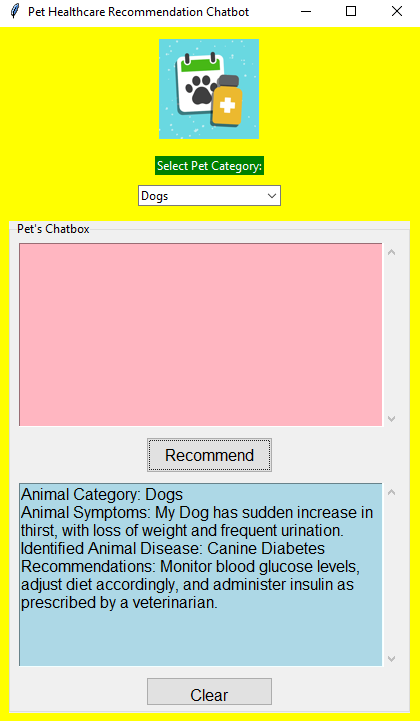 Pet Healthcare Recommendation Chatbot
Select Pet Category:
Dogs
Pet's Chatbox
Recommend
Animal Category: Dogs
Animal Symptoms: My Dog has sudden increase in
thirst, with loss of weight and frequent urination.
Identified Animal Disease: Canine Diabetes
Recommendations: Monitor blood glucose levels,
adjust diet accordingly, and administer insulin as
prescribed by a veterinarian.
Clear